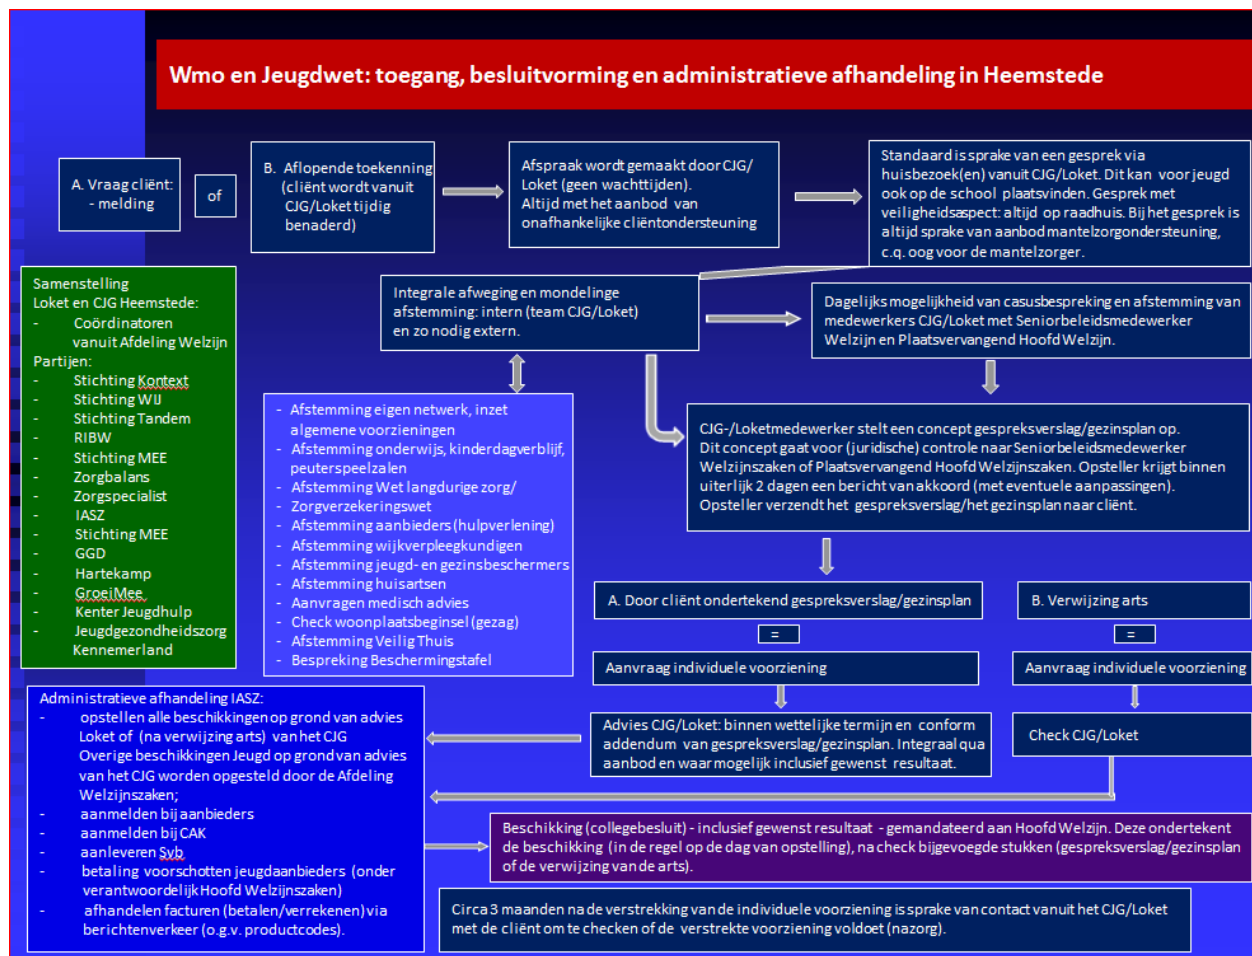 Wmo en Jeugdwet: toegang, besluitvorming en administratieve afhandeling in Heemstede
A. Vraag cliënt:
- melding
of
B. Aflopende toekenning
(cliënt wordt vanuit
CJG/Loket tijdig
benaderd)
Afspraak wordt gemaakt door CJG/
Loket (geen wachttijden).
Altijd met het aanbod van
onafhankelijke cliëntondersteuning
Standaard is sprake van een gesprek via
huisbezoek(en) vanuit CJG/Loket. Dit kan voor jeugd
ook op de school plaatsvinden. Gesprek met
veiligheidsaspect: altijd op raadhuis. Bij het gesprek is
altijd sprake van aanbod mantelzorgondersteuning,
c.q. oog voor de mantelzorger.
Samenstelling
Loket en CJG Heemstede:
- Coördinatoren
vanuit Afdeling Welzijn
Partijen:
- Stichting Kontext
- Stichting WIJ
- Stichting Tandem
- RIBW
- Stichting MEE
- Zorgbalans
- Zorgspecialist
- IASZ
- Stichting MEE
- GGD
- Hartekamp
- GroeiMee
- Kenter Jeugdhulp
- Jeugdgezondheidszorg
Kennemerland
Integrale afweging en mondelinge
afstemming: intern (team CJG/Loket)
en zo nodig extern.
Dagelijks mogelijkheid van casusbespreking en afstemming van
medewerkers CJG/Loket met Seniorbeleidsmedewerker
Welzijn en Plaatsvervangend Hoofd Welzijn.
- Afstemming eigen netwerk, inzet
algemene voorzieningen
- Afstemming onderwijs, kinderdagverblijf,
peuterspeelzalen
- Afstemming Wet langdurige zorg/
- Zorgverzekeringswet
- Afstemming aanbieders (hulpverlening)
- Afstemming wijkverpleegkundigen
- Afstemming jeugd- en gezinsbeschermers
- Afstemming huisartsen
- Aanvragen medisch advies
- Check woonplaatsbeginsel (gezag)
- Afstemming Veilig Thuis
- Bespreking Beschermingstafel
CJG-/Loketmedewerker stelt een concept gespreksverslag/gezinsplan op.
Dit concept gaat voor (juridische) controle naar Seniorbeleidsmedewerker
Welzijnszaken of Plaatsvervangend Hoofd Welzijnszaken. Opsteller krijgt binnen
uiterlijk 2 dagen een bericht van akkoord (met eventuele aanpassingen).
Opsteller verzendt het gespreksverslag/het gezinsplan naar cliënt.
A. Door cliënt ondertekend gespreksverslag/gezinsplan
=
Aanvraag individuele voorziening
B. Verwijzing arts
=
Aanvraag individuele voorziening
Advies CJG/Loket: binnen wettelijke termijn en conform
addendum van gespreksverslag/gezinsplan. Integraal qua
aanbod en waar mogelijk inclusief gewenst resultaat.
Check CJG/Loket
Administratieve afhandeling IASZ:
- opstellen alle beschikkingen op grond van advies
Loket of (na verwijzing arts) van het CJG
Overige beschikkingen Jeugd op grond van advies
van het CJG worden opgesteld door de Afdeling
Welzijnszaken;
- aanmelden bij aanbieders
- aanmelden bij CAK
- aanleveren Svb
- betaling voorschotten jeugdaanbieders (onder
verantwoordelijk Hoofd Welzijnszaken)
- afhandelen facturen (betalen/verrekenen) via
berichtenverkeer (o.g.v. productcodes).
Beschikking (collegebesluit) - inclusief gewenst resultaat - gemandateerd aan Hoofd Welzijn. Deze ondertekent
de beschikking (in de regel op de dag van opstelling), na check bijgevoegde stukken (gespreksverslag/gezinsplan
of de verwijzing van de arts).
Circa 3 maanden na de verstrekking van de individuele voorziening is sprake van contact vanuit het CJG/Loket
met de cliënt om te checken of de verstrekte voorziening voldoet (nazorg).